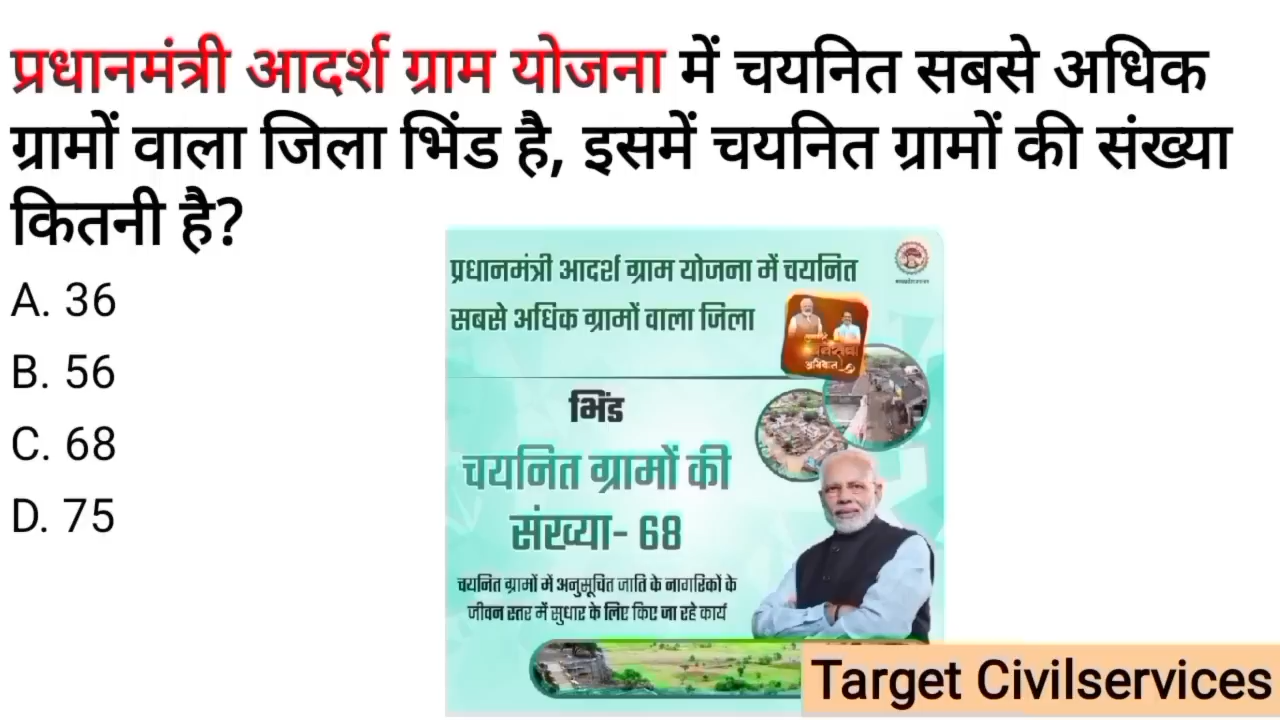 प्रधानमंत्री आदर्श ग्राम योजना में चयनित सबसे अधिक
ग्रामों वाला जिला भिंड है, इसमें चयनित ग्रामों की संख्या
कितनी है?
A. 36
B. 56
C. 68
D. 75
प्रधानमंत्री आदर्श ग्राम योजना में चयनित
सबसे अधिक ग्रामों वाला जिला
भिंड
चयनित ग्रामों की
संख्या- 68
चयनित ग्रामों में अनुसूचित जाति के नागरिकों के
जीवन स्तर में सुधार के लिए किए जा रहे कार्य
Target Civilservices